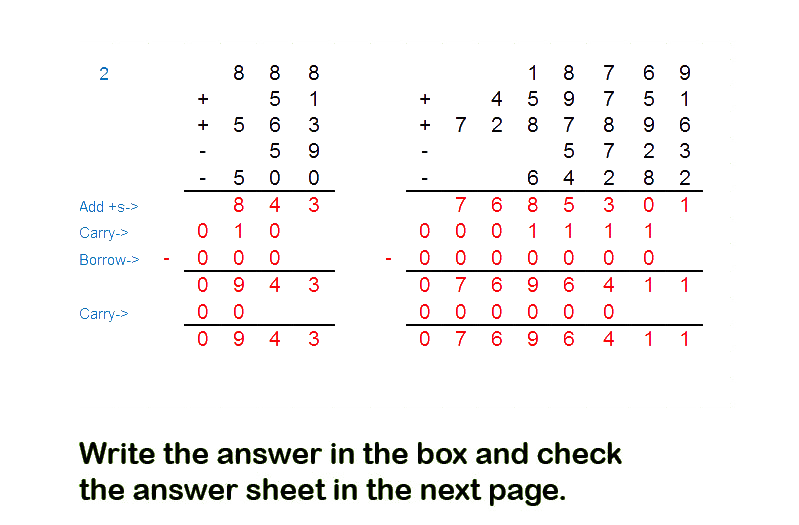 2 8 8 8 1 8 7 6 9
+ 5 1 + 4 5 9 7 5 1
+ 5 6 3 + 7 2 8 7 8 9 6
- 5 9 - 5 7 2 3
- 5 0 0 - 6 4 2 8 2
Add +s-> 8 4 3 7 6 8 5 3 0 1
Carry-> 0 1 0 0 0 0 1 1 1 1
Borrow-> - 0 0 0 - 0 0 0 0 0 0 0
0 9 4 3 0 7 6 9 6 4 1 1
Carry-> 0 0 0 0 0 0 0 0
0 9 4 3 0 7 6 9 6 4 1 1
Write the answer in the box and check
the answer sheet in the next page.